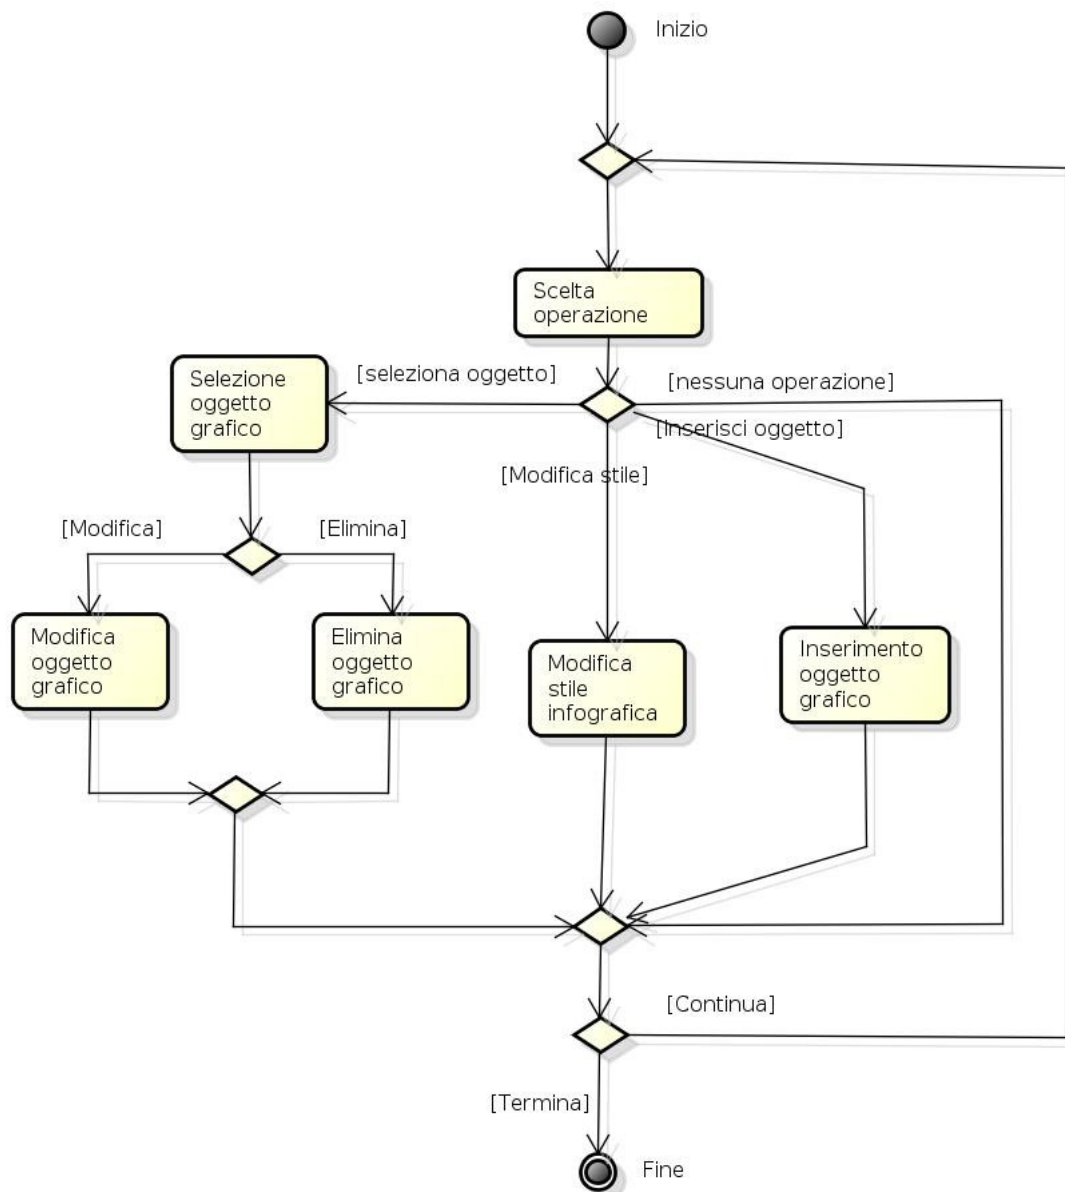 Inizio
Scelta
operazione
[seleziona oggetto]
[nessuna operazione]
Selezione
oggetto
grafico
[Inserisci oggetto]
[Modifica stile]
[Modifica]
[Elimina]
Modifica
oggetto
grafico
Elimina
oggetto
grafico
Modifica
stile
infografica
Inserimento
oggetto
grafico
[Continua]
[Termina]
Fine